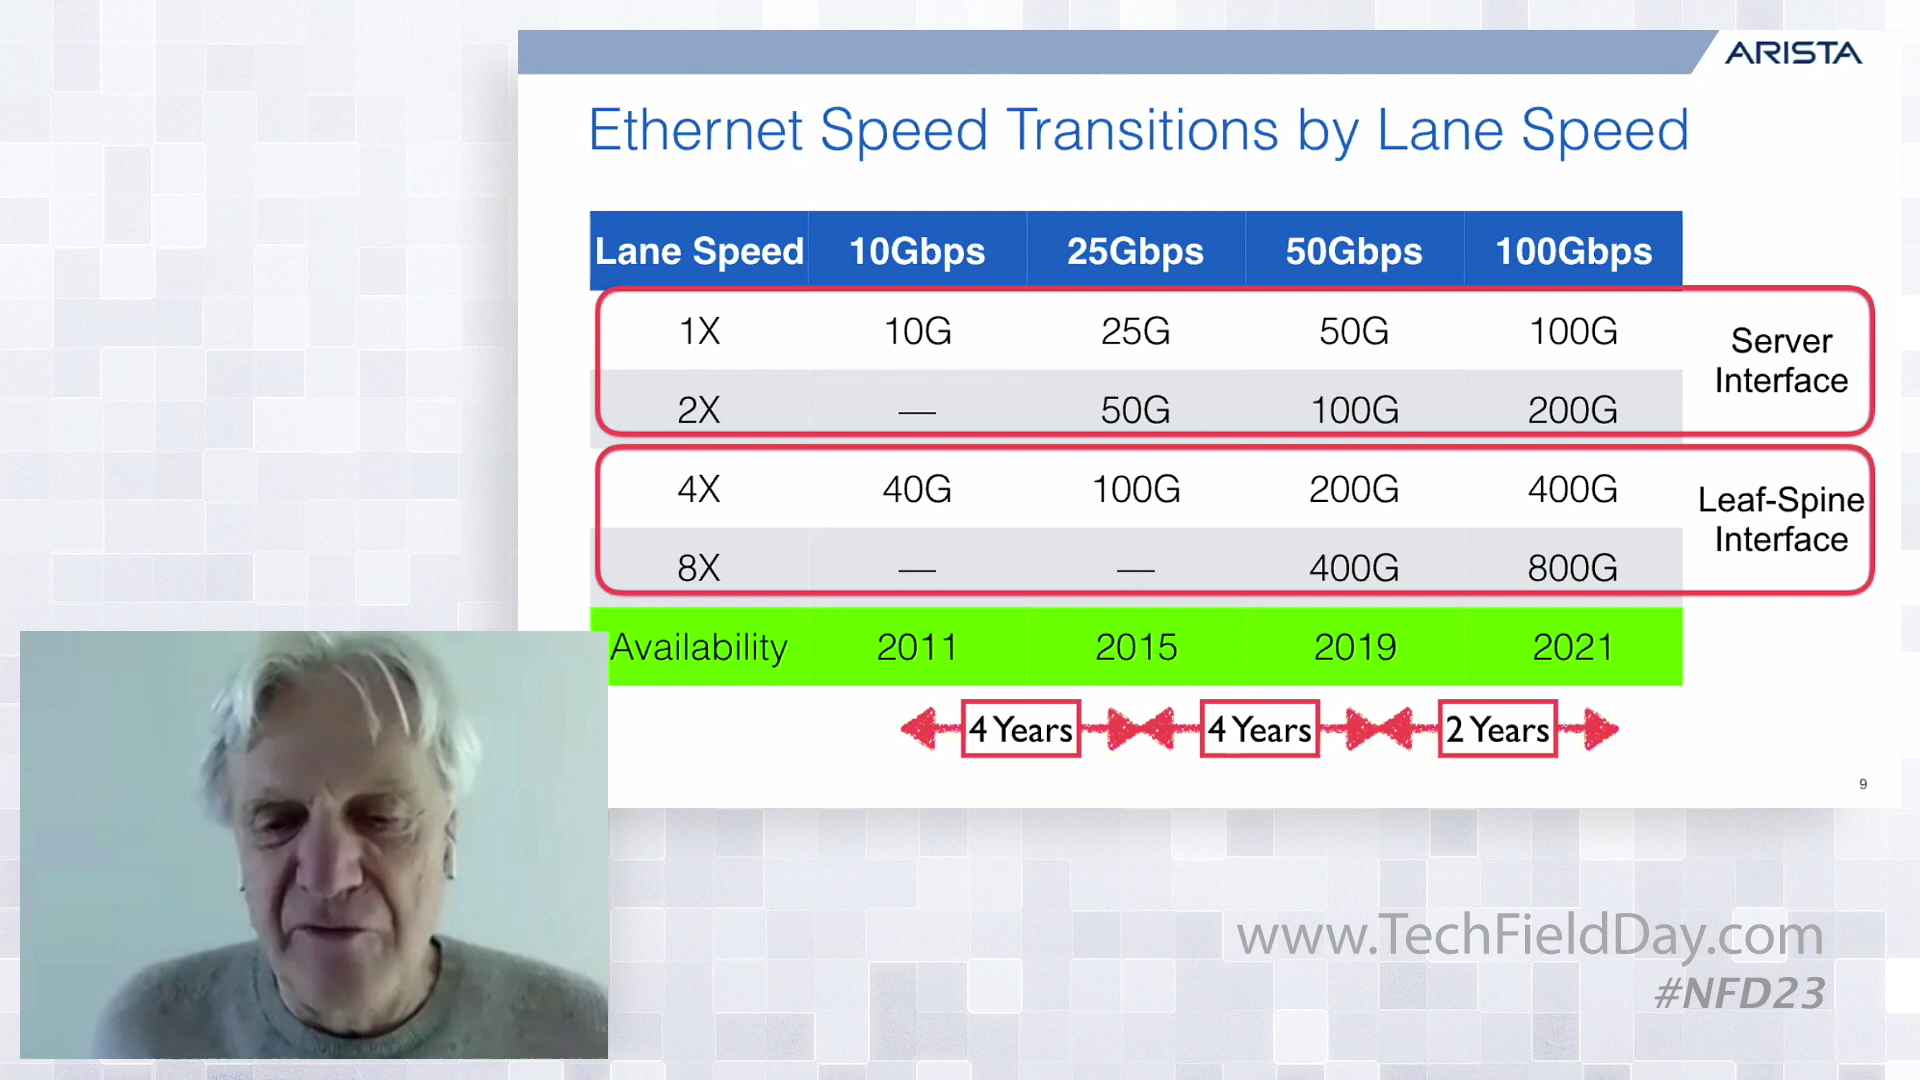 ARISTA
Ethernet Speed Transitions by Lane Speed
Lane Speed 10Gbps 25Gbps 50Gbps 100Gbps
1X 10G 25G 50G 100G
Server
Interface
2X — 50G 100G 200G
4X 40G 100G 200G 400G
Leaf-Spine
Interface
8X — — 400G 800G
Availability 2011 2015 2019 2021
4 Years 4 Years 2 Years
9
www.TechFieldDay.com
#NFD23